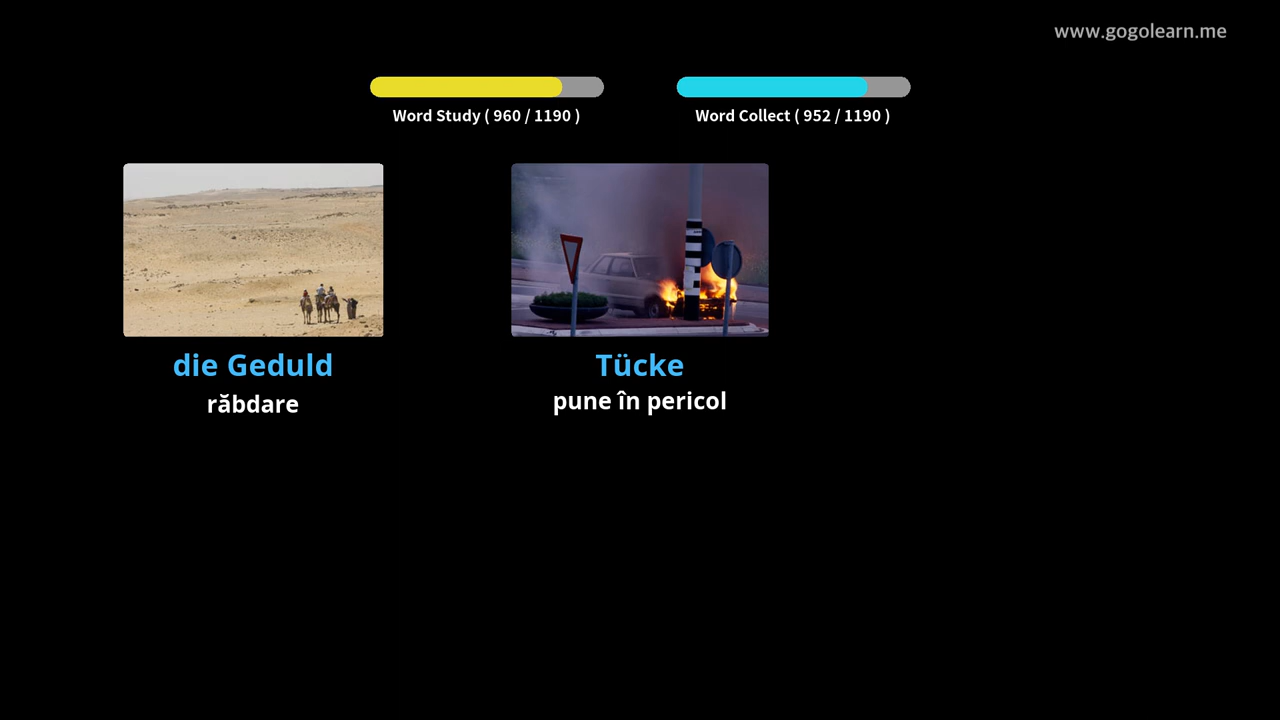 www.gogolearn.me
Word Study ( 960 / 1190 )
Word Collect ( 952 / 1190 )
die Geduld
răbdare
Tücke
pune în pericol